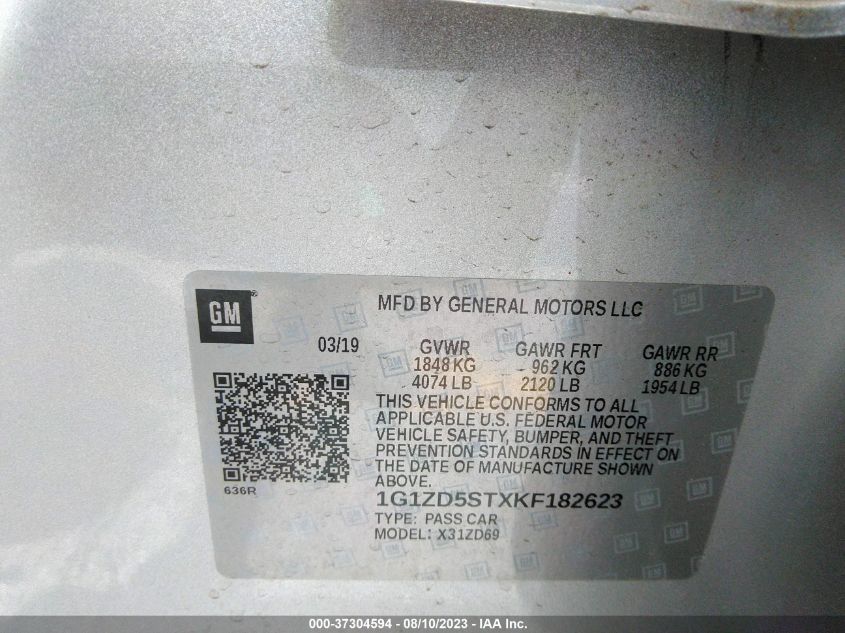 GM®
MFD BY GENERAL MOTORS LLC
03/19 GVWR GAWR FRT GAWR RR
1848 KG 962 KG 886 KG
4074 LB 2120 LB 1954 LB
THIS VEHICLE CONFORMS TO ALL
APPLICABLE U.S. FEDERAL MOTOR
VEHICLE SAFETY, BUMPER, AND THEFT
PREVENTION STANDARDS IN EFFECT ON
THE DATE OF MANUFACTURE SHOWN
ABOVE.
636R
1G1ZD5STXKF182623
TYPE: PASS CAR
MODEL: X31ZD69
000-37304594 - 08/10/2023 - IAA Inc.